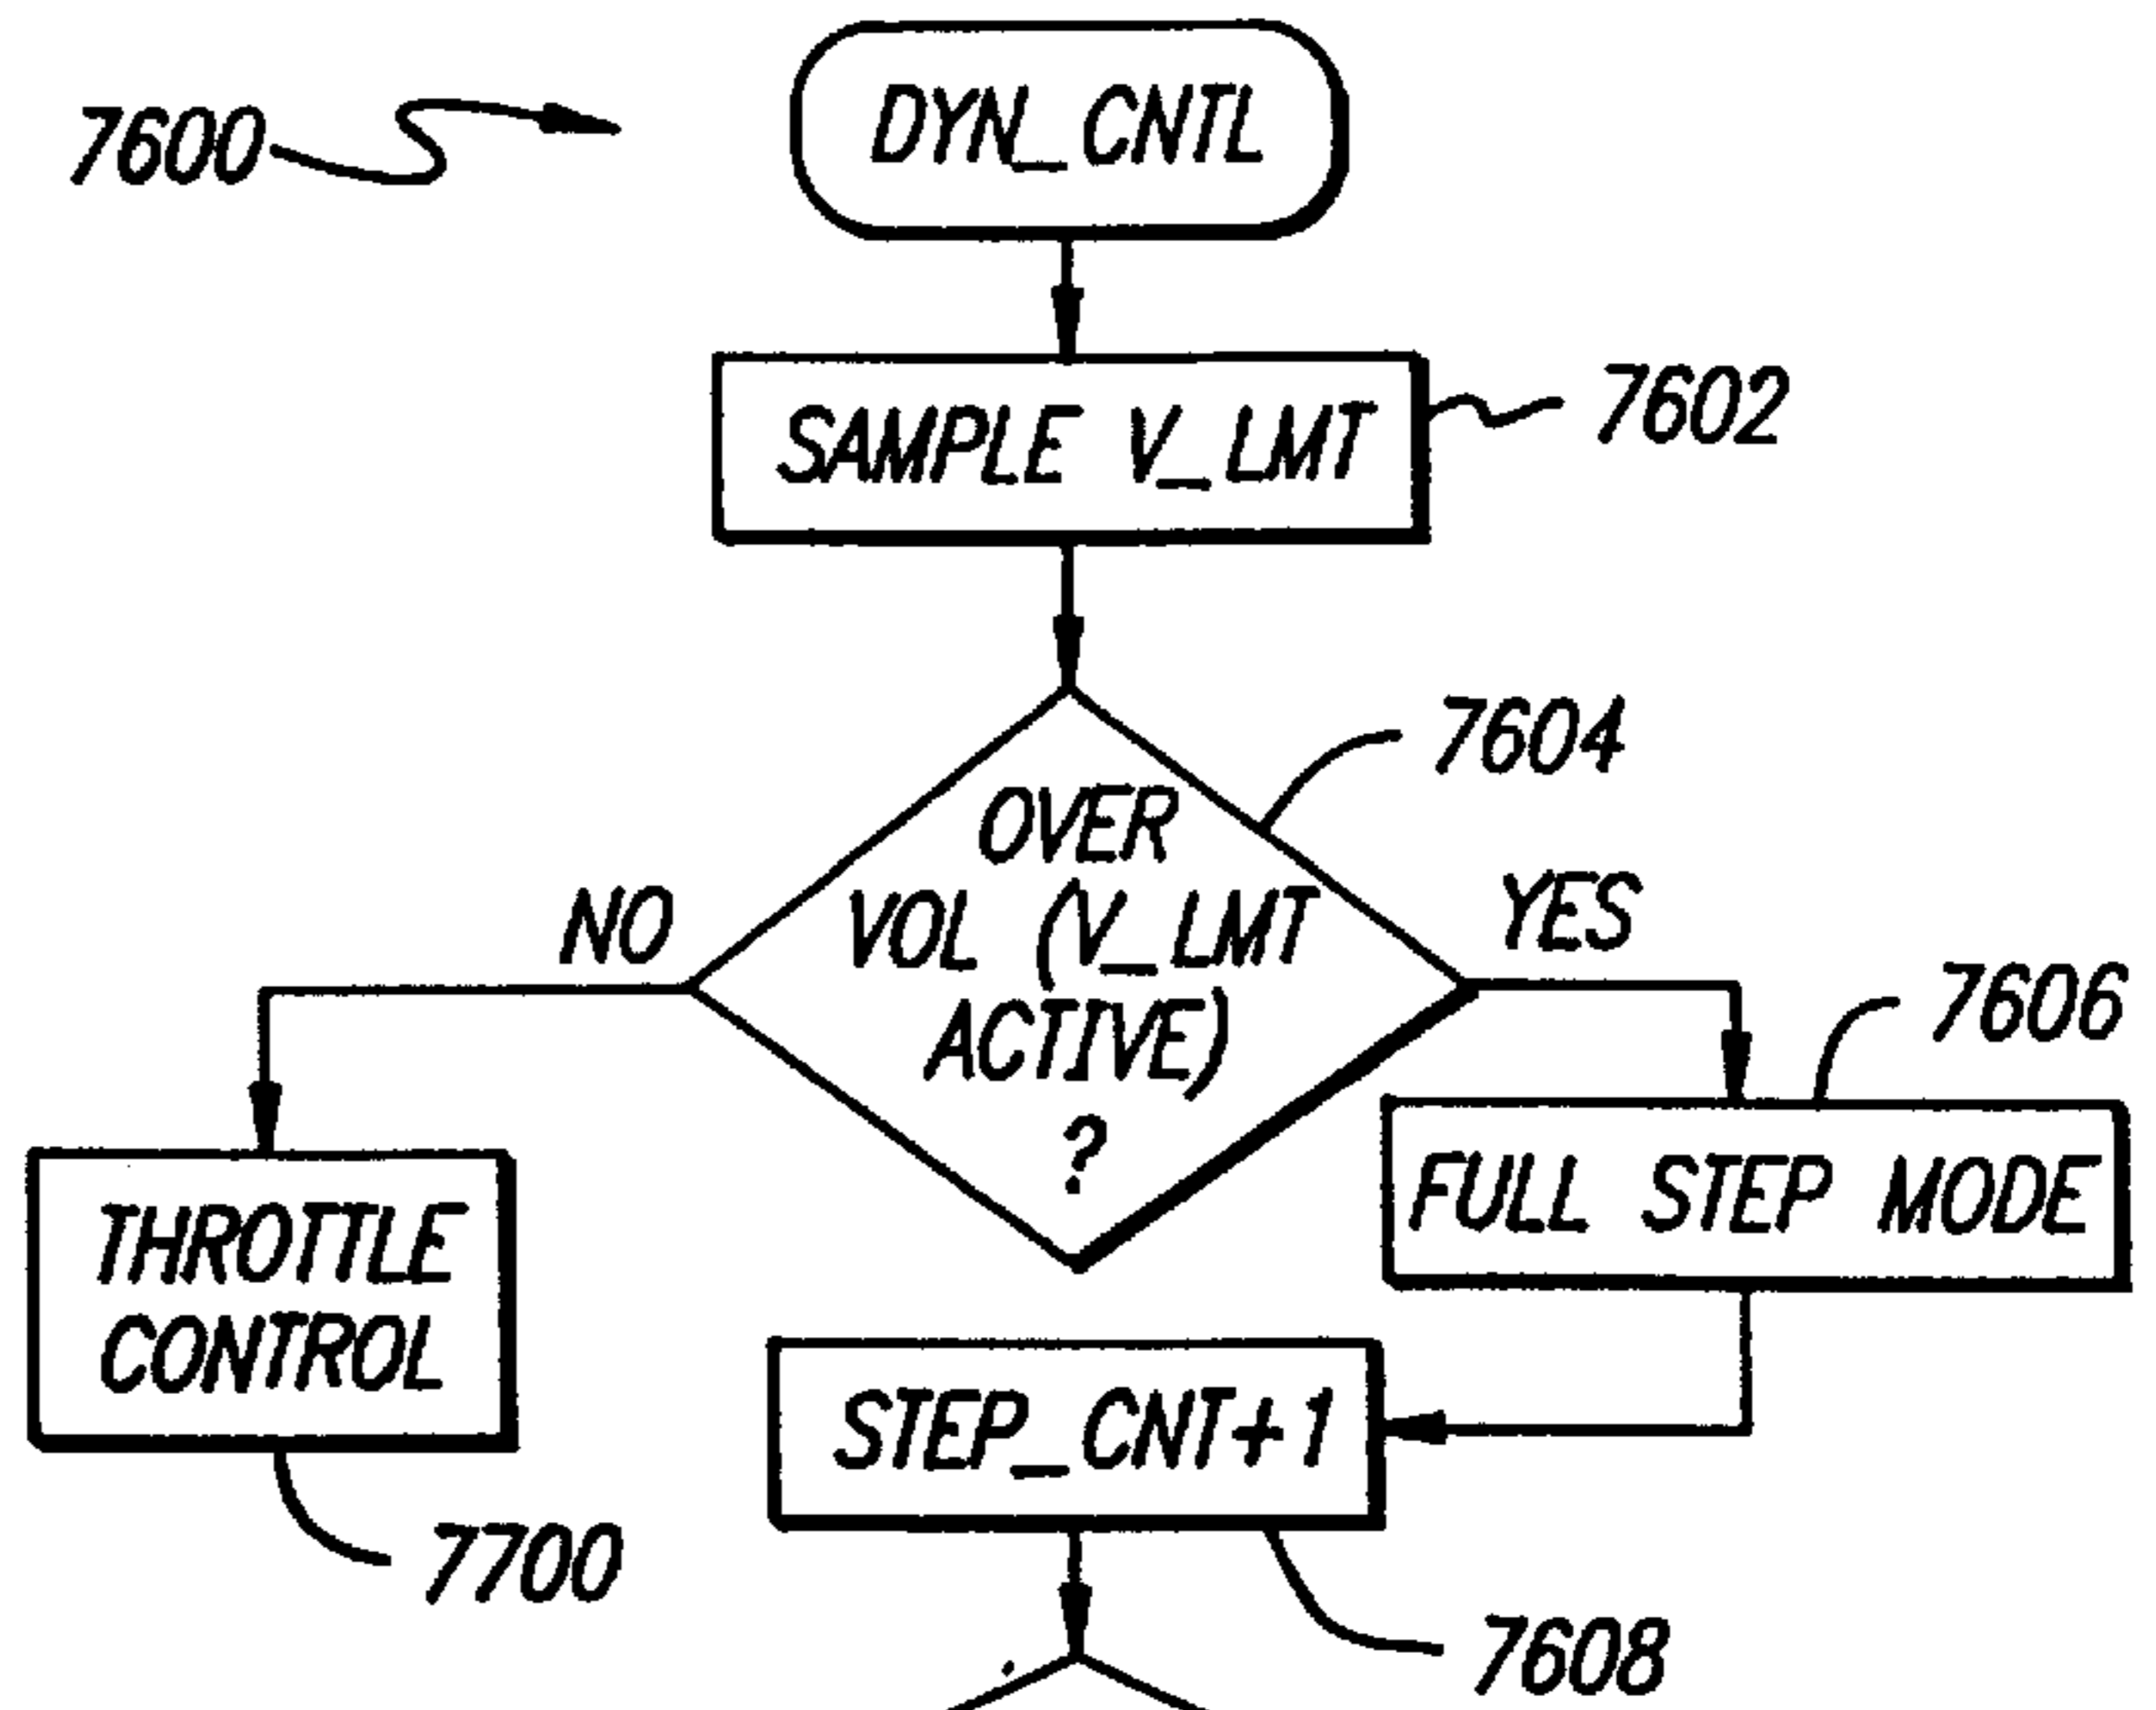 7600
DYN_CNTL
SAMPLE V_LMT
7602
7604
OVER
VOL (V_LMT
ACTIVE)
?
NO
YES
7606
FULL STEP MODE
THROTTLE
CONTROL
7700
STEP_CNT+1
7608